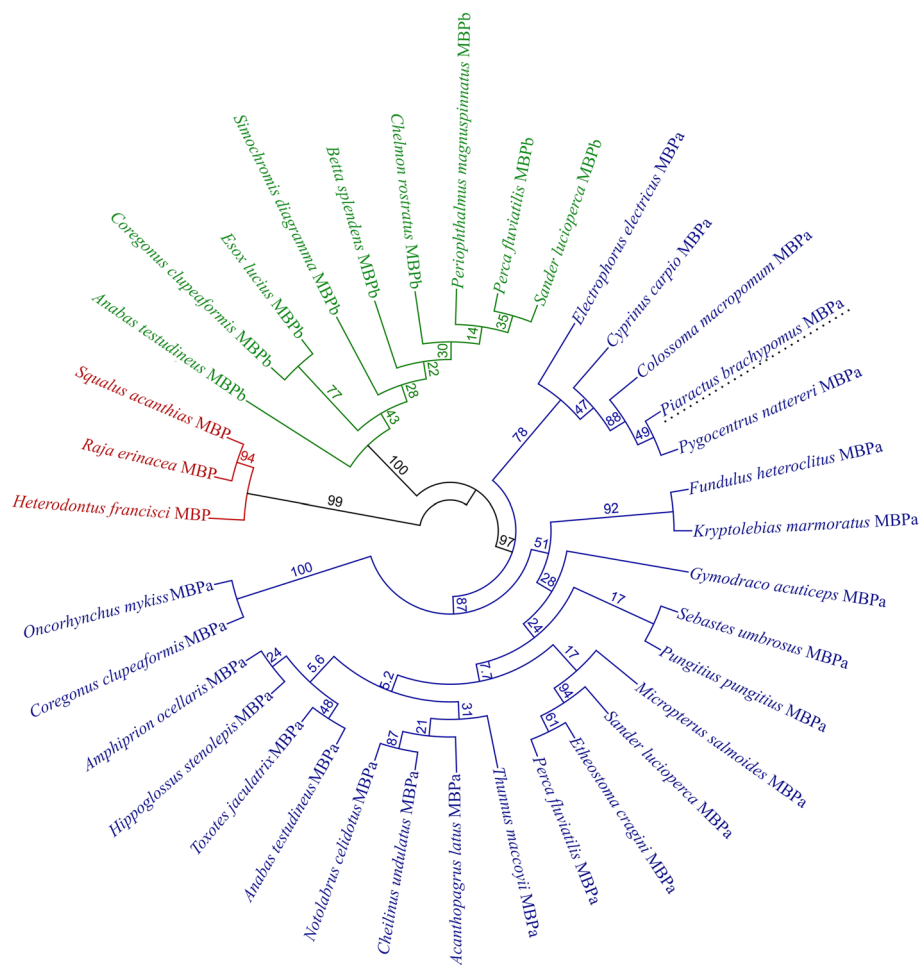 Periophthalmus magnuspinnatus MBPb
Perca fluviatilis MBPb
Sander lucioperca MBPb
Electrophorus electricus MBPa
Cyprinus carpio MBPa
Colossoma macropomum MBPa
Piaractus brachypomus MBPa
Pygocentrus nattereri MBPa
Fundulus heteroclitus MBPa
Kryptolebias marmoratus MBPa
Gymodraco acuticeps MBPa
Sebastes umbrosus MBPa
Pungitius pungitius MBPa
Micropterus salmoides MBPa
Sander lucioperca MBPa
Etheostoma cragini MBPa
Perca fluviatilis MBPa
Thunnus maccoyii MBPa
Acanthopagrus latus MBPa
Cheilinus undulatus MBPa
Notolabrus celidotus MBPa
Anabas testudineus MBPa
Toxotes jaculatrix MBPa
Hippoglossus stenolepis MBPa
Amphiprion ocellaris MBPa
Coregonus clupeaformis MBPa
Oncorhynchus mykiss MBPa
Heterodontus francisci MBP
Raja erinacea MBP
Squalus acanthias MBP
Anabas testudineus MBPb
Coregonus clupeaformis MBPb
Esox lucius MBPb
Simochromis diagramma MBPb
Betta splendens MBPb
Chelmon rostratus MBPb
35
14
30
22
28
43
77
100
94
99
97
78
47
88
49
92
51
28
24
17
7.7
17
94
61
87
100
5.2
5.6
24
48
31
21
87